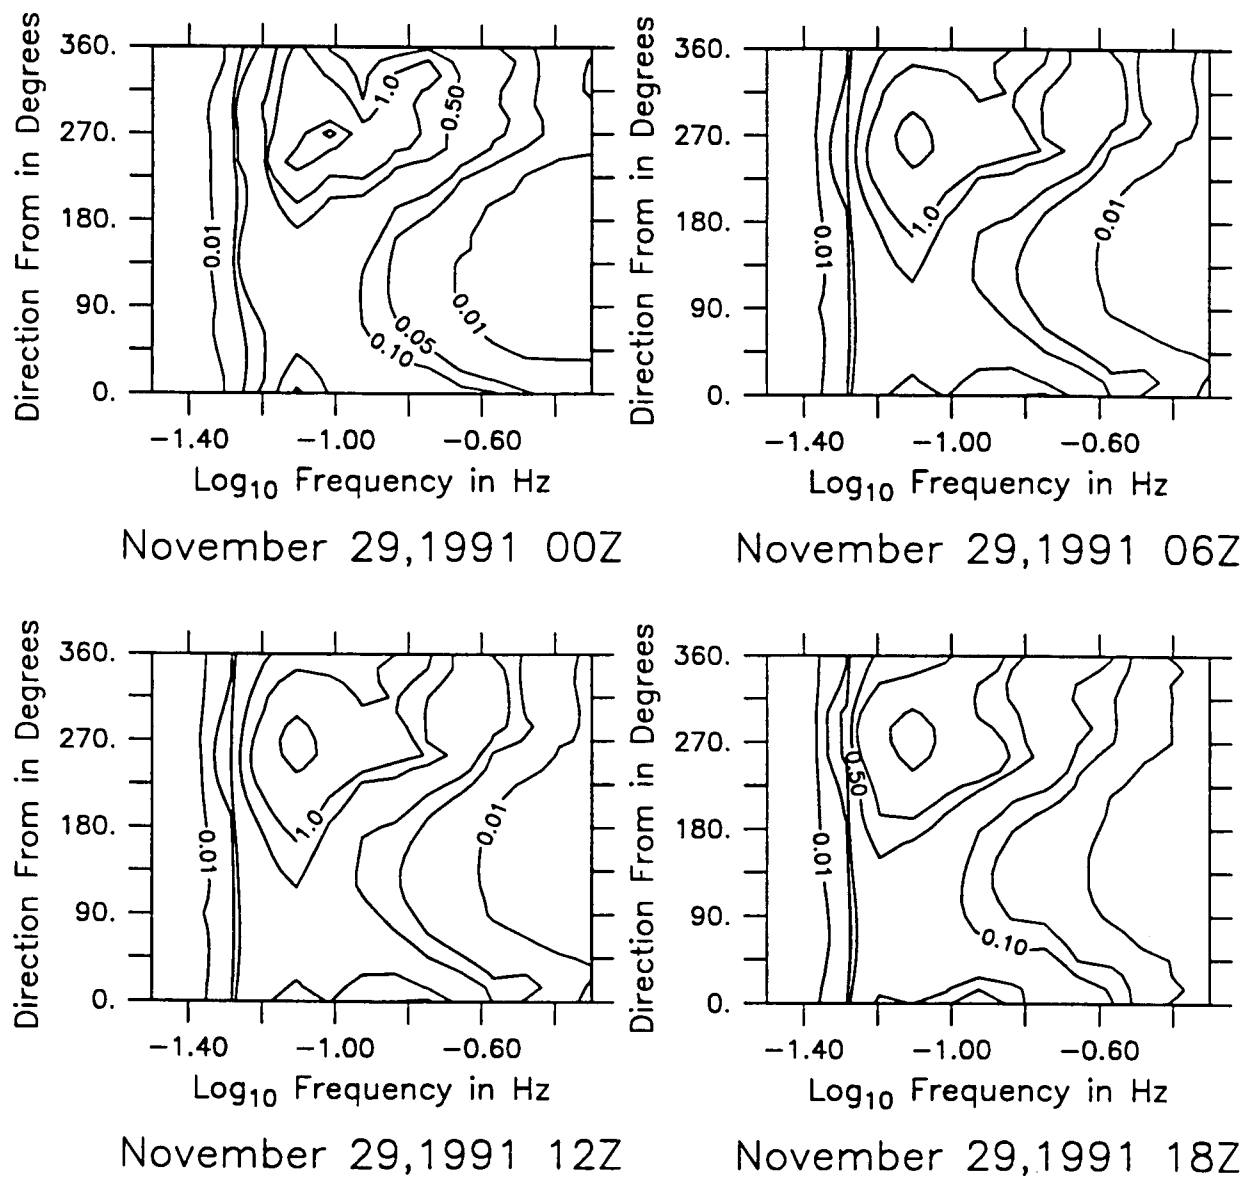 Direction From in Degrees
360.
270.
180.
90.
0.
0.01
1.0
0.50
0.01
0.05
0.10
−1.40 −1.00 −0.60
Log10 Frequency in Hz
November 29,1991 00Z
Direction From in Degrees
360.
270.
180.
90.
0.
0.01
1.0
0.01
−1.40 −1.00 −0.60
Log10 Frequency in Hz
November 29,1991 06Z
Direction From in Degrees
360.
270.
180.
90.
0.
0.01
1.0
0.01
−1.40 −1.00 −0.60
Log10 Frequency in Hz
November 29,1991 12Z
Direction From in Degrees
360.
270.
180.
90.
0.
0.50
0.01
0.10
−1.40 −1.00 −0.60
Log10 Frequency in Hz
November 29,1991 18Z